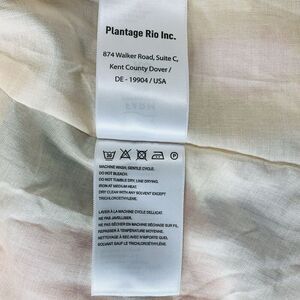 Plantage Rio Inc.
874 Walker Road, Suite C,
Kent County Dover /
DE - 19904 / USA
MACHINE WASH, GENTLE CYCLE.
DO NOT BLEACH.
DO NOT TUMBLE DRY, LINE DRYING.
IRON AT MEDIUM HEAT.
DRY CLEAN WITH ANY SOLVENT EXCEPT
TRICHLOROETHYLENE.
LAVER À LA MACHINE CYCLE DELLICAT
NE PAS BLANCHIR.
NE PAS SÉCHER EN MACHINE SÉCHAGE SUR FIL
REPASSER À TEMPÉRATURE MOYENNE.
NETTOYAGE À SEC AVEC N'IMPORTE QUEL
SOLVANT SAUF LE TRICHLOROÉTHYLÈNE.